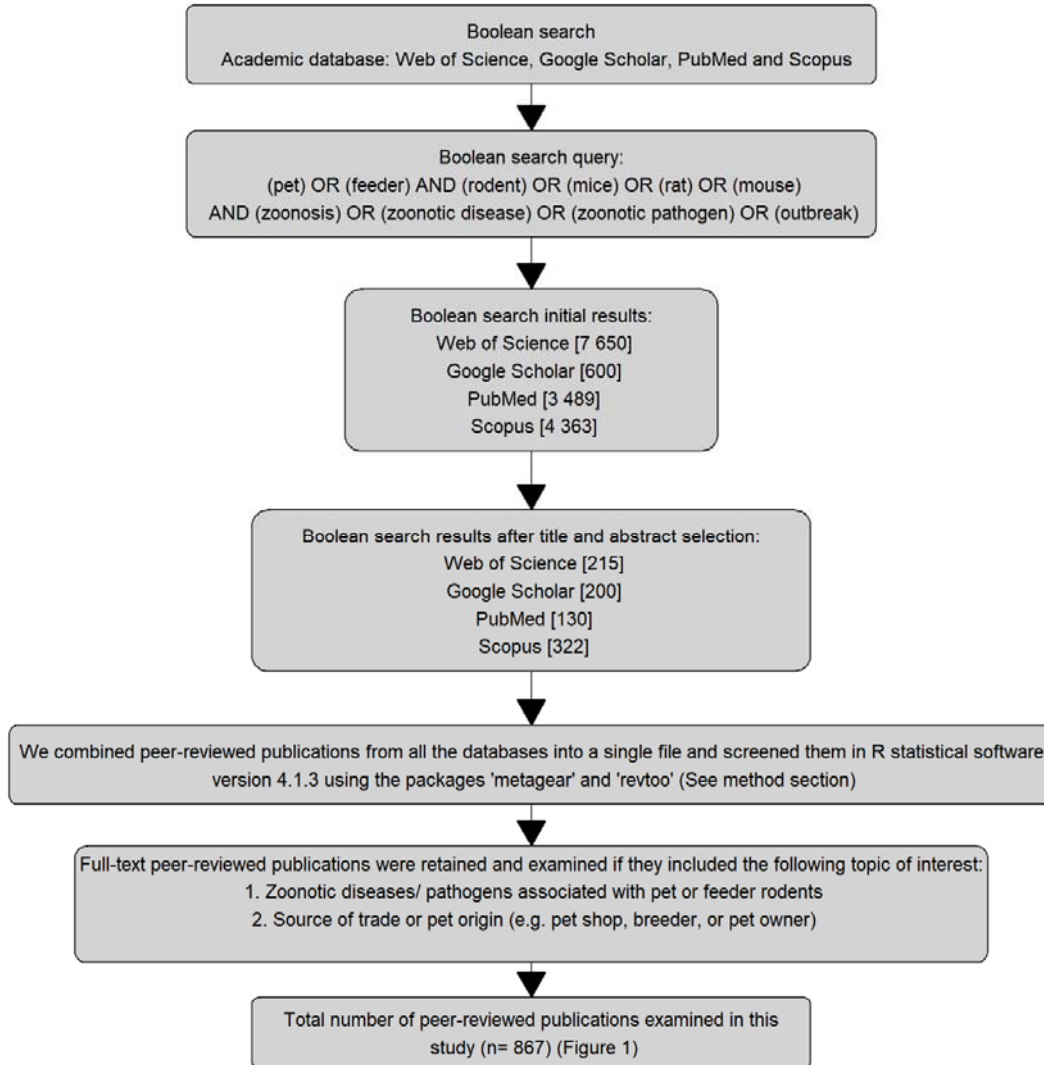 Boolean search
Academic database: Web of Science, Google Scholar, PubMed and Scopus
Boolean search query:
(pet) OR (feeder) AND (rodent) OR (mice) OR (rat) OR (mouse)
AND (zoonosis) OR (zoonotic disease) OR (zoonotic pathogen) OR (outbreak)
Boolean search initial results:
Web of Science [7 650]
Google Scholar [600]
PubMed [3 489]
Scopus [4 363]
Boolean search results after title and abstract selection:
Web of Science [215]
Google Scholar [200]
PubMed [130]
Scopus [322]
We combined peer-reviewed publications from all the databases into a single file and screened them in R statistical software
version 4.1.3 using the packages 'metagear' and 'revtoo' (See method section)
Full-text peer-reviewed publications were retained and examined if they included the following topic of interest:
1. Zoonotic diseases/ pathogens associated with pet or feeder rodents
2. Source of trade or pet origin (e.g. pet shop, breeder, or pet owner)
Total number of peer-reviewed publications examined in this
study (n= 867) (Figure 1)